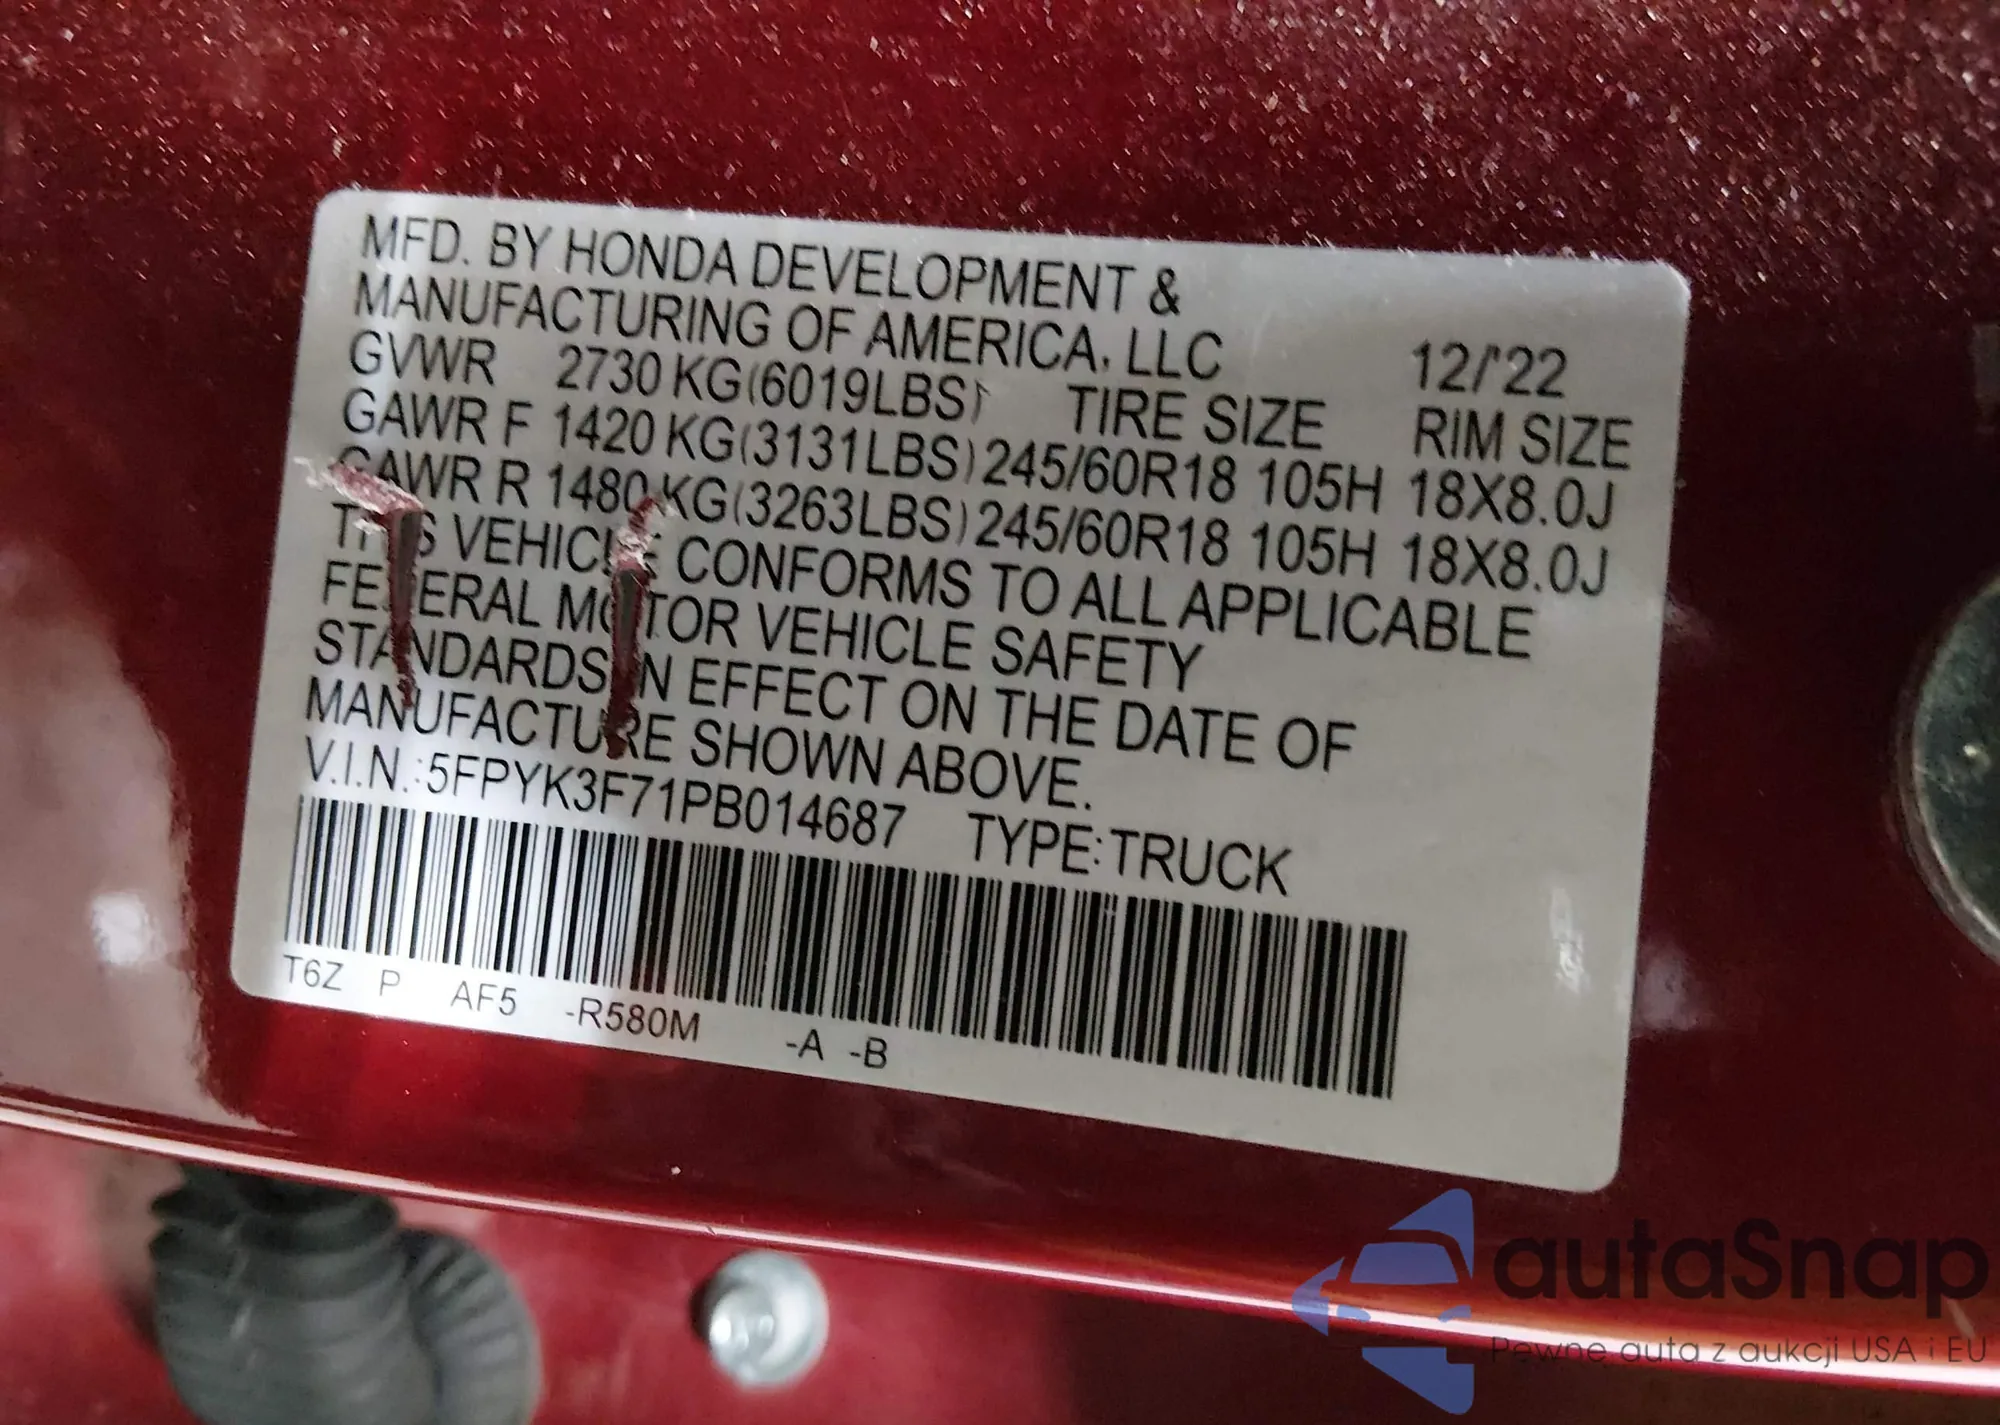 MFD. BY HONDA DEVELOPMENT &
MANUFACTURING OF AMERICA, LLC 12/'22
GVWR 2730 KG(6019LBS) TIRE SIZE RIM SIZE
GAWR F 1420 KG(3131LBS) 245/60R18 105H 18X8.0J
GAWR R 1480 KG(3263LBS) 245/60R18 105H 18X8.0J
THIS VEHICLE CONFORMS TO ALL APPLICABLE
FEDERAL MOTOR VEHICLE SAFETY
STANDARDS IN EFFECT ON THE DATE OF
MANUFACTURE SHOWN ABOVE.
V.I.N.:5FPYK3F71PB014687 TYPE:TRUCK
T6Z P AF5 -R580M -A -B
autaSnap
Pewne auta z aukcji USA i EU